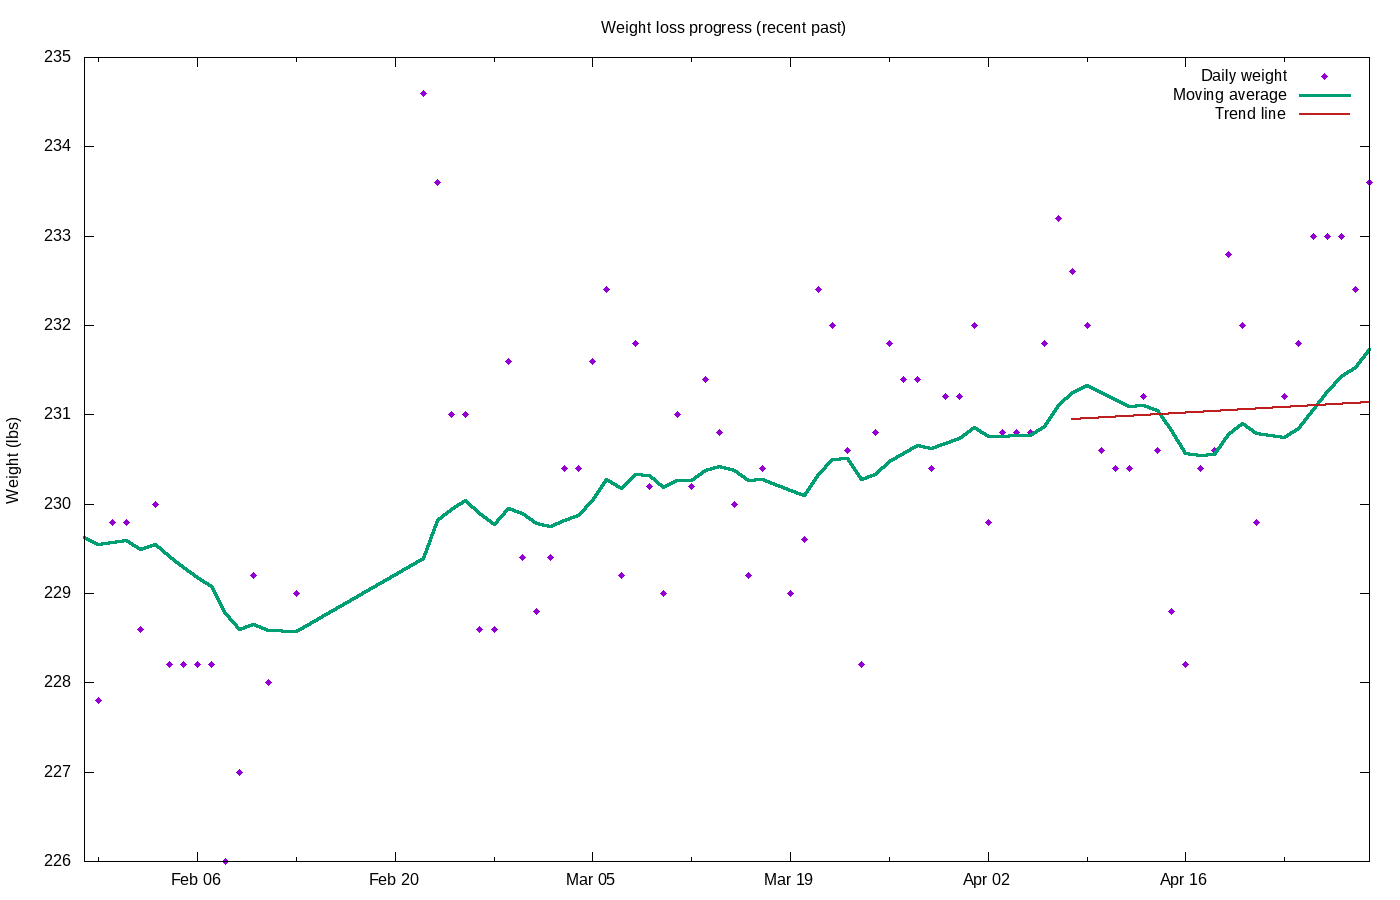 Weight loss progress (recent past)
235
234
233
232
231
230
229
228
227
226
Weight (lbs)
Daily weight
Moving average
Trend line
Feb 06
Feb 20
Mar 05
Mar 19
Apr 02
Apr 16